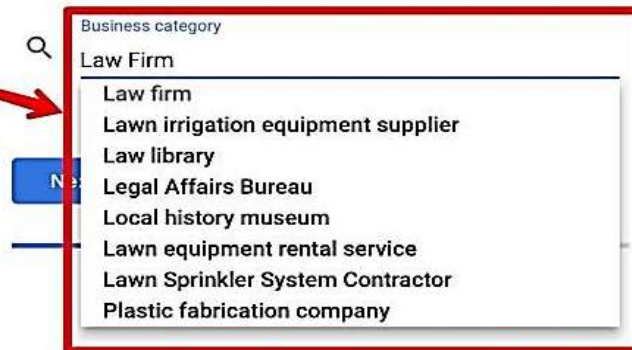 Business category
Law Firm
Law firm
Lawn irrigation equipment supplier
Law library
Legal Affairs Bureau
Local history museum
Lawn equipment rental service
Lawn Sprinkler System Contractor
Plastic fabrication company